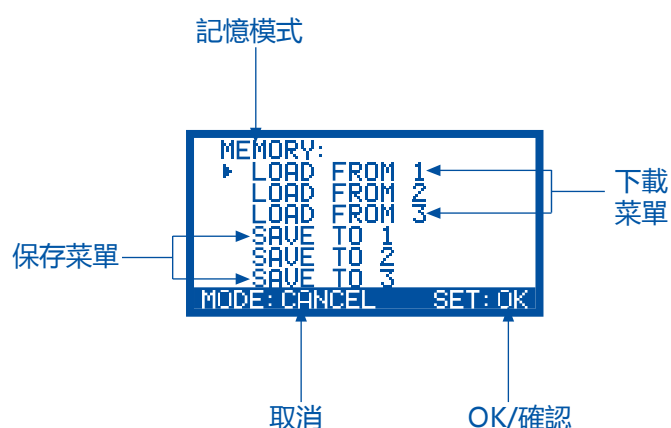 記憶模式
MEMORY:
LOAD FROM 1
LOAD FROM 2
LOAD FROM 3
下載
菜單
保存菜單
SAVE TO 1
SAVE TO 2
SAVE TO 3
MODE:CANCEL SET:OK
取消
OK/確認